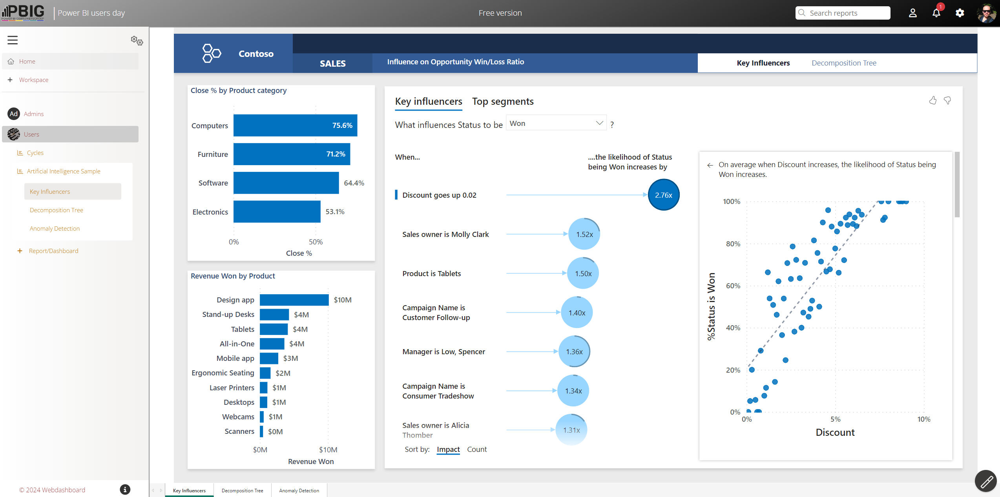 PBIG
POWER BI GEBRUIKERSGROEP
Power BI users day
Free version
Search reports
1
Home
Workspace
Ad Admins
Users
Cycles
Artificial Intelligence Sample
Key Influencers
Decomposition Tree
Anomaly Detection
Report/Dashboard
© 2024 Webdashboard
Contoso
SALES
Influence on Opportunity Win/Loss Ratio
Key Influencers
Decomposition Tree
Close % by Product category
Computers 75.6%
Furniture 71.2%
Software 64.4%
Electronics 53.1%
0% 50%
Close %
Revenue Won by Product
Design app $10M
Stand-up Desks $4M
Tablets $4M
All-in-One $4M
Mobile app $3M
Ergonomic Seating $2M
Laser Printers $1M
Desktops $1M
Webcams $1M
Scanners $0M
$0M $10M
Revenue Won
Key influencers Top segments
What influences Status to be Won ?
When...
....the likelihood of Status
being Won increases by
Discount goes up 0.02 2.76x
Sales owner is Molly Clark 1.52x
Product is Tablets 1.50x
Campaign Name is
Customer Follow-up
1.40x
Manager is Low, Spencer 1.36x
Campaign Name is
Consumer Tradeshow
1.34x
Sales owner is Alicia
Thomber
1.31x
Sort by: Impact Count
On average when Discount increases, the likelihood of Status being
Won increases.
%Status is Won
100%
80%
60%
40%
20%
0%
0% 5% 10%
Discount
Key Influencers Decomposition Tree Anomaly Detection